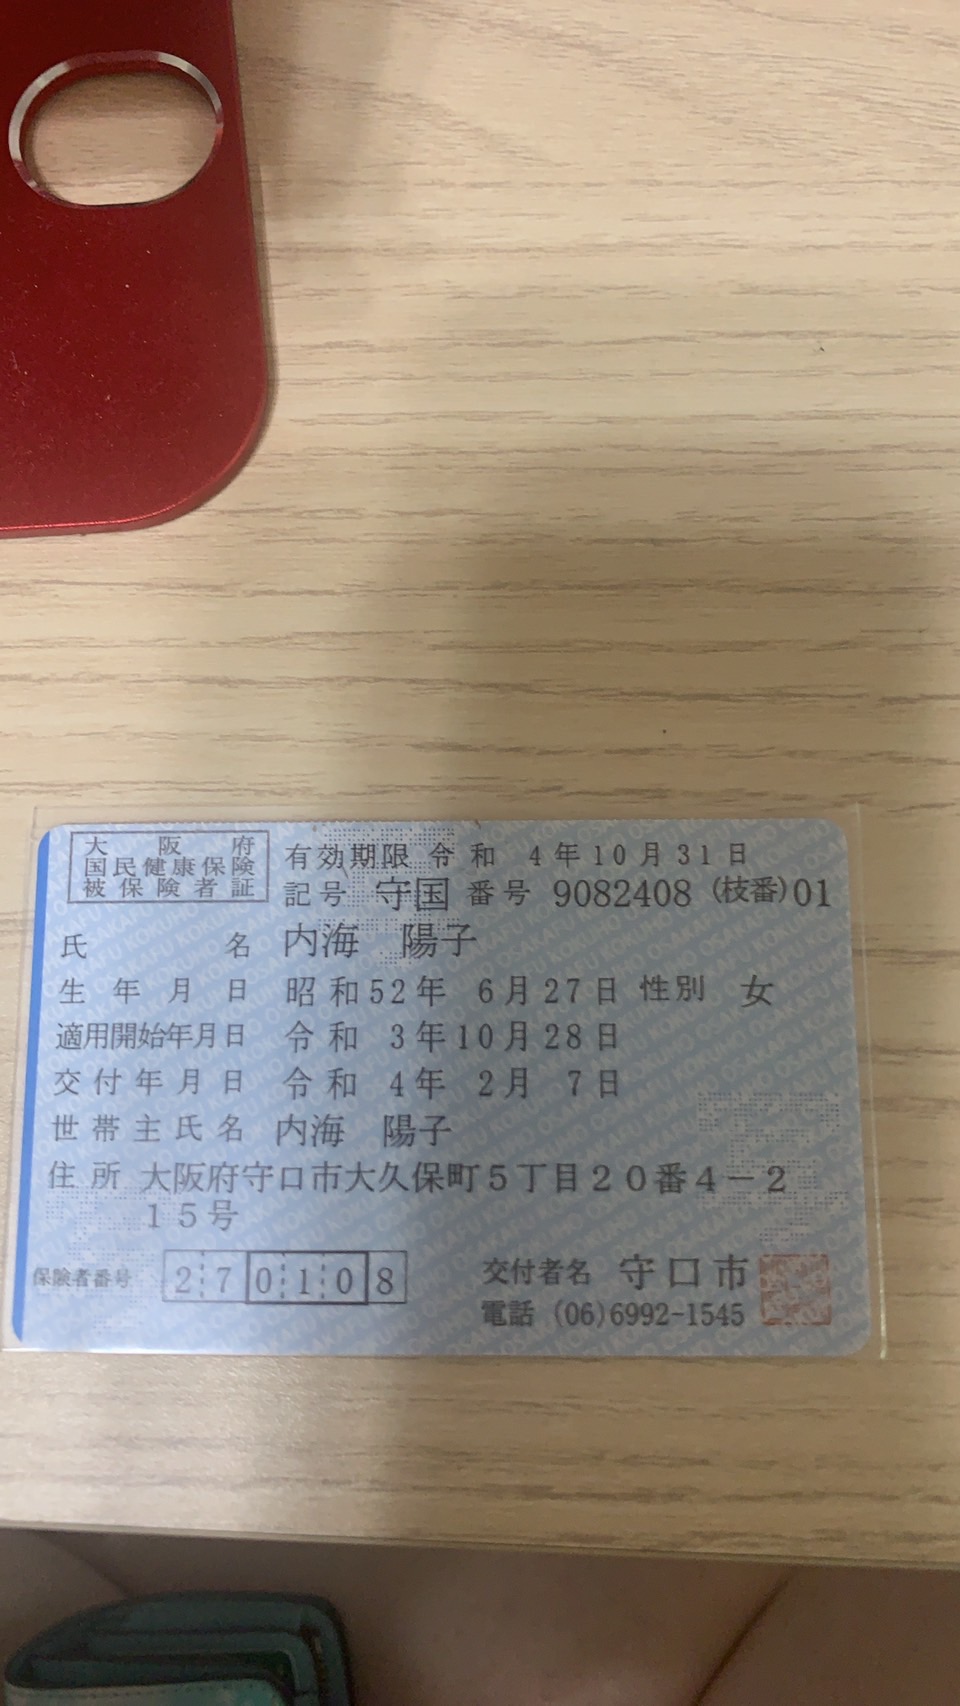 大阪府
国民健康保険
被保険者証
有効期限 令和 4年10月31日
記号 守国 番号 9082408 (枝番)01
氏名 内海 陽子
生年月日 昭和52年 6月27日 性別 女
適用開始年月日 令和 3年10月28日
交付年月日 令和 4年 2月 7日
世帯主氏名 内海 陽子
住所 大阪府守口市大久保町5丁目20番4-2
15号
保険者番号 270108
交付者名 守口市
電話 (06)6992-1545